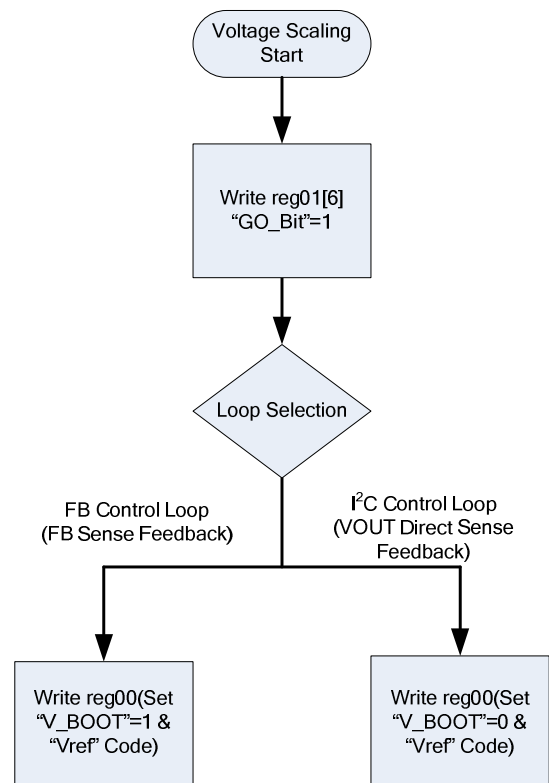 Voltage Scaling
Start
Write reg01[6]
“GO_Bit”=1
Loop Selection
FB Control Loop
(FB Sense Feedback)
I²C Control Loop
(VOUT Direct Sense
Feedback)
Write reg00(Set
“V_BOOT”=1 &
“Vref” Code)
Write reg00(Set
“V_BOOT”=0 &
“Vref” Code)